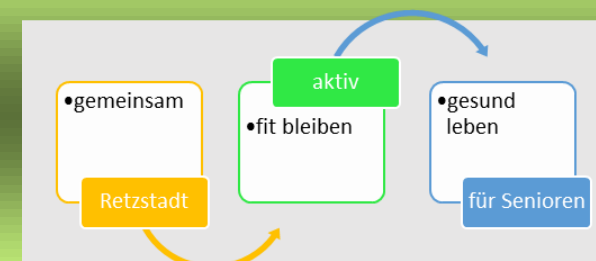 •gemeinsam
Retzstadt
aktiv
•fit bleiben
•gesund
leben
für Senioren